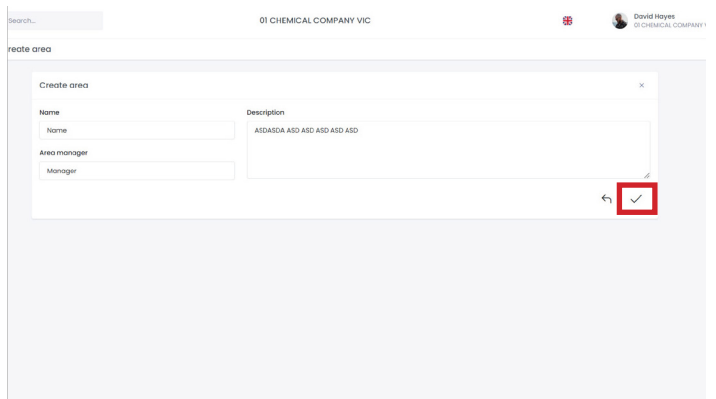 Search...
01 CHEMICAL COMPANY VIC
David Hayes
01 CHEMICAL COMPANY V
reate area
Create area
Name
Description
Name
ASDASDA ASD ASD ASD ASD ASD
Area manager
Manager